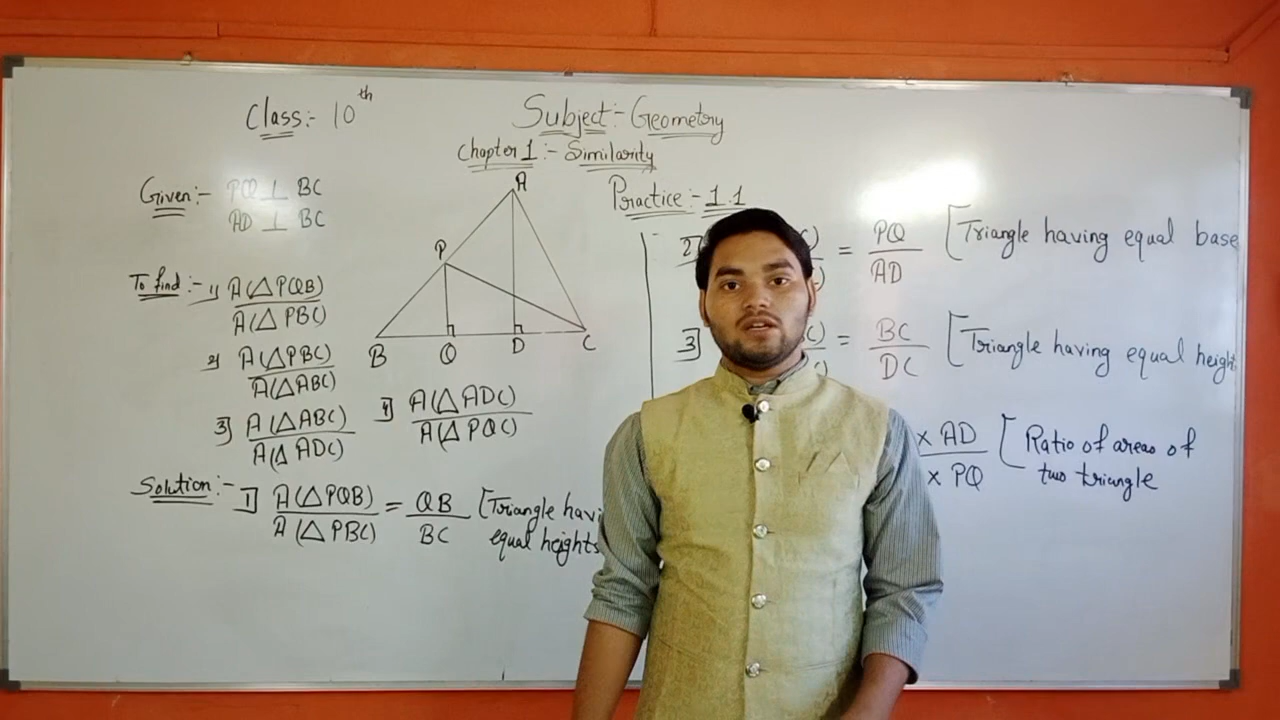 Class:- 10th
Subject:- Geometry
Chapter 1:- Similarity
Practice:- 1.1
Given:- PQ ⊥ BC
AD ⊥ BC
To find:- 1) A(△PQB)
A(△PBC)
2) A(△PBC)
A(△ABC)
3] A(△ABC)
A(△ADC)
4] A(△ADC)
A(△PQC)
A
P
B
Q
D
C
Solution:- 1] A(△PQB) = QB [Triangle havi
A(△PBC) BC equal heights
2] C) = PQ [Triangle having equal base
AD
3] C) = BC [Triangle having equal height
) DC
× AD [Ratio of areas of
× PQ two triangle